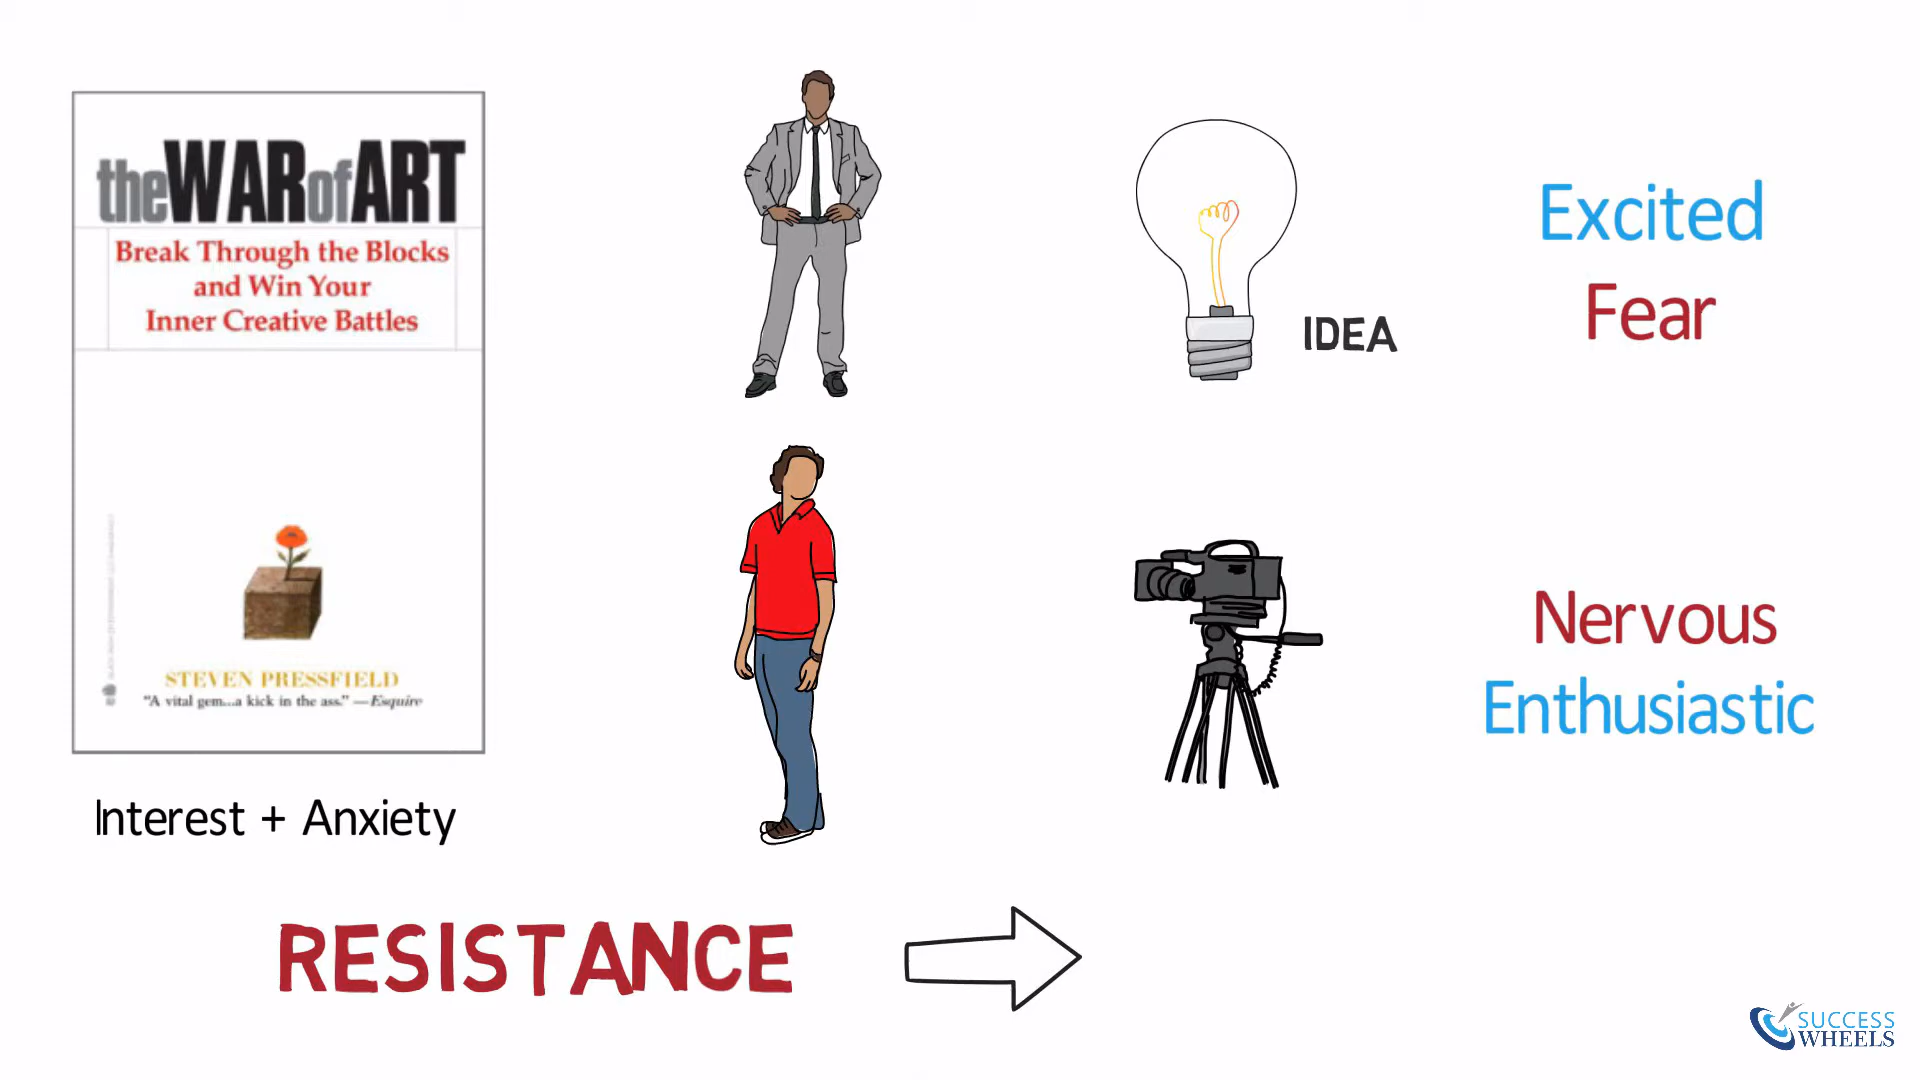 theWARofART
Break Through the Blocks
and Win Your
Inner Creative Battles
STEVEN PRESSFIELD
“A vital gem...a kick in the ass.” —Esquire
Interest + Anxiety
IDEA
Excited
Fear
Nervous
Enthusiastic
RESISTANCE
SUCCESS
WHEELS